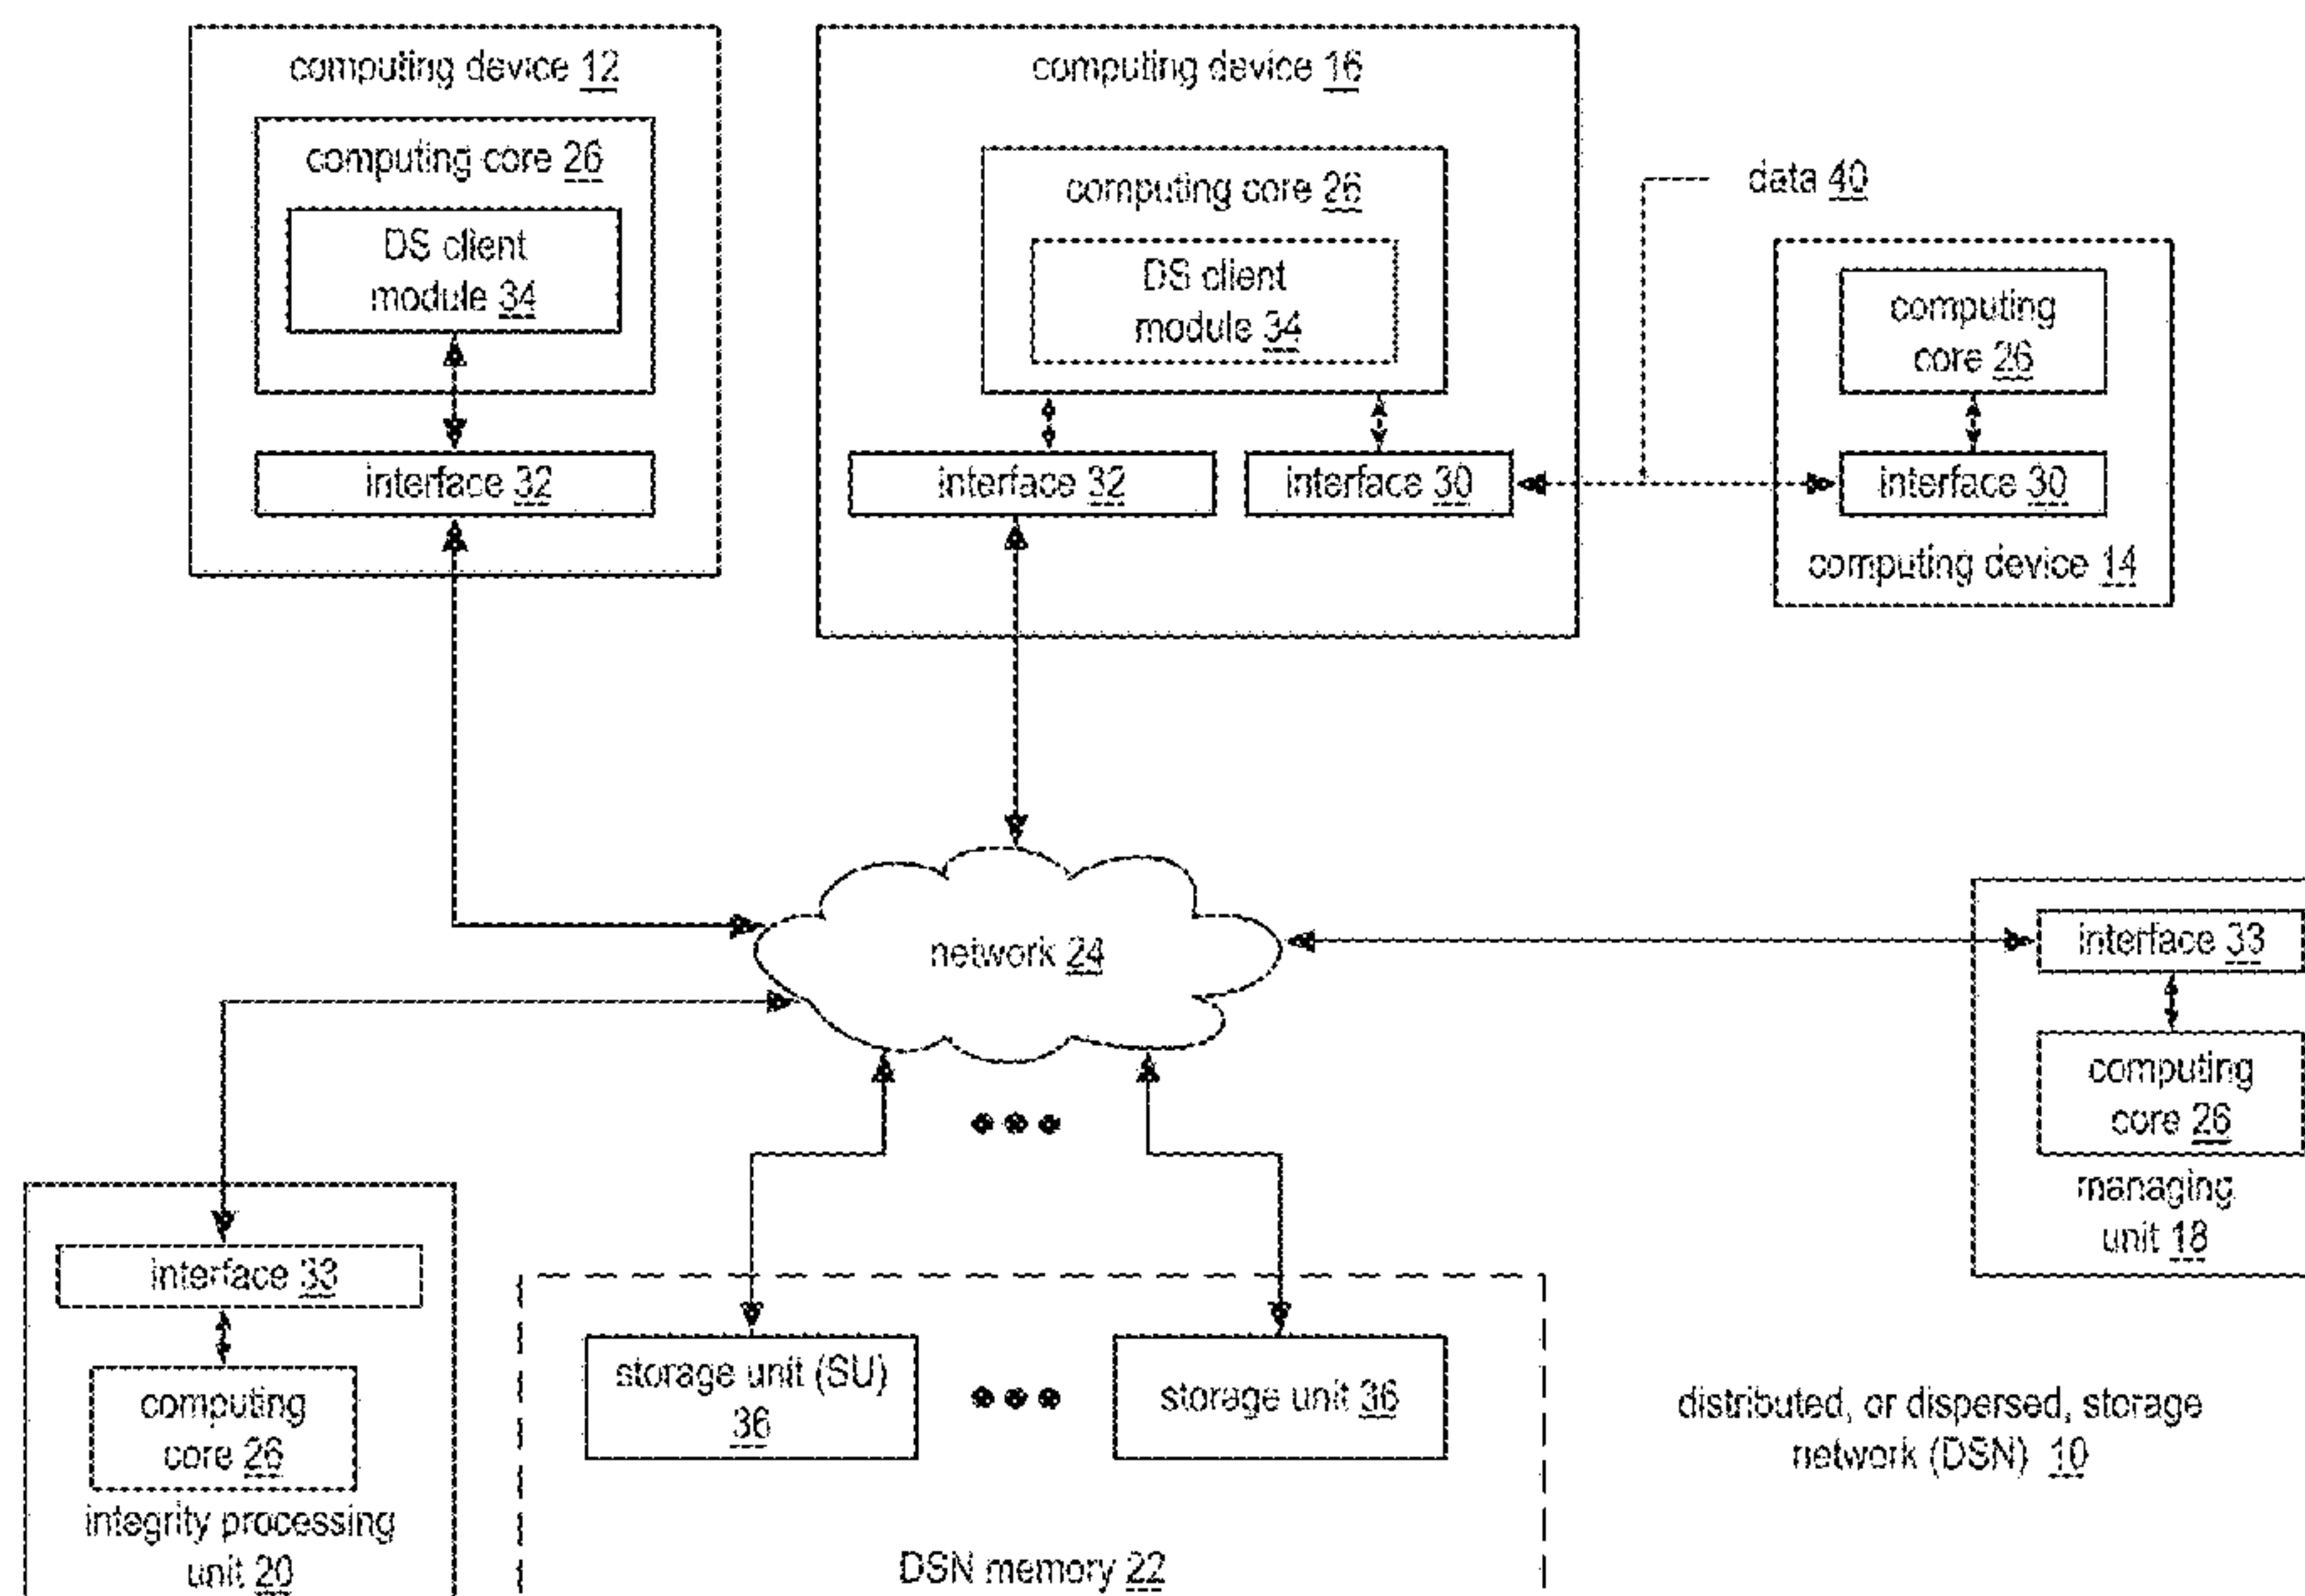 computing device 12
computing core 26
DS client
module 34
interface 32
computing device 16
computing core 26
DS client
module 34
interface 32
interface 30
data 40
computing
core 26
interface 30
computing device 14
network 24
interface 33
computing
core 26
managing
unit 18
interface 33
computing
core 26
integrity processing
unit 20
storage unit (SU)
36
storage unit 36
DSN memory 22
distributed, or dispersed, storage
network (DSN) 10